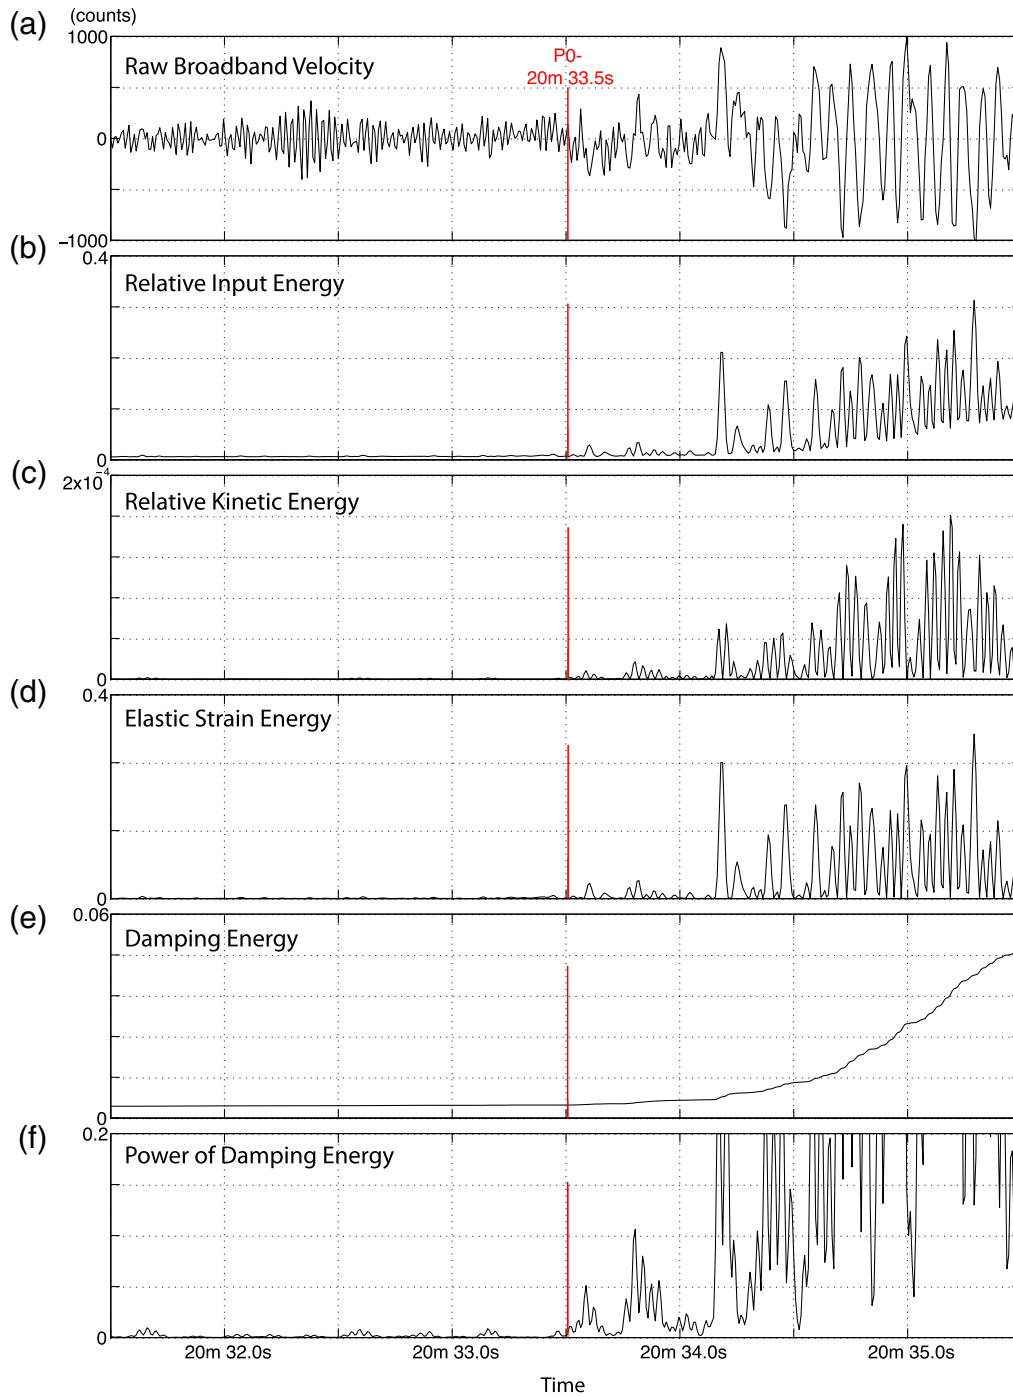 (a)
(counts)
1000
Raw Broadband Velocity
P0-
20m 33.5s
0
−1000
(b)
0.4
Relative Input Energy
0
(c)
2x10⁻⁴
Relative Kinetic Energy
0
(d)
0.4
Elastic Strain Energy
0
(e)
0.06
Damping Energy
0
(f)
0.2
Power of Damping Energy
0
20m 32.0s 20m 33.0s 20m 34.0s 20m 35.0s
Time